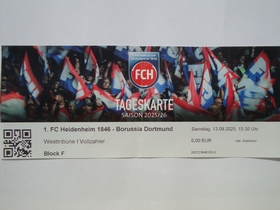 FCH
TAGESKARTE
SAISON 2025/26
1. FC Heidenheim 1846 - Borussia Dortmund
Samstag, 13.09.2025, 15.30 Uhr
Westtribüne I Vollzahler
0.00 EUR
Block F